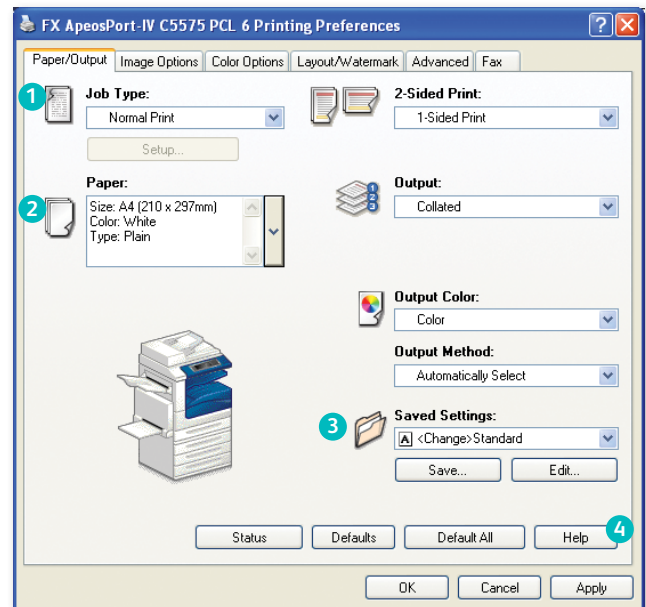 FX ApeosPort-IV C5575 PCL 6 Printing Preferences
Paper/Output Image Options Color Options Layout/Watermark Advanced Fax
1
Job Type:
Normal Print
Setup...
2-Sided Print:
1-Sided Print
2
Paper:
Size: A4 (210 x 297mm)
Color: White
Type: Plain
1
2
3
Output:
Collated
Output Color:
Color
Output Method:
Automatically Select
3
Saved Settings:
A <Change>Standard
Save... Edit...
Status Defaults Default All Help 4
OK Cancel Apply